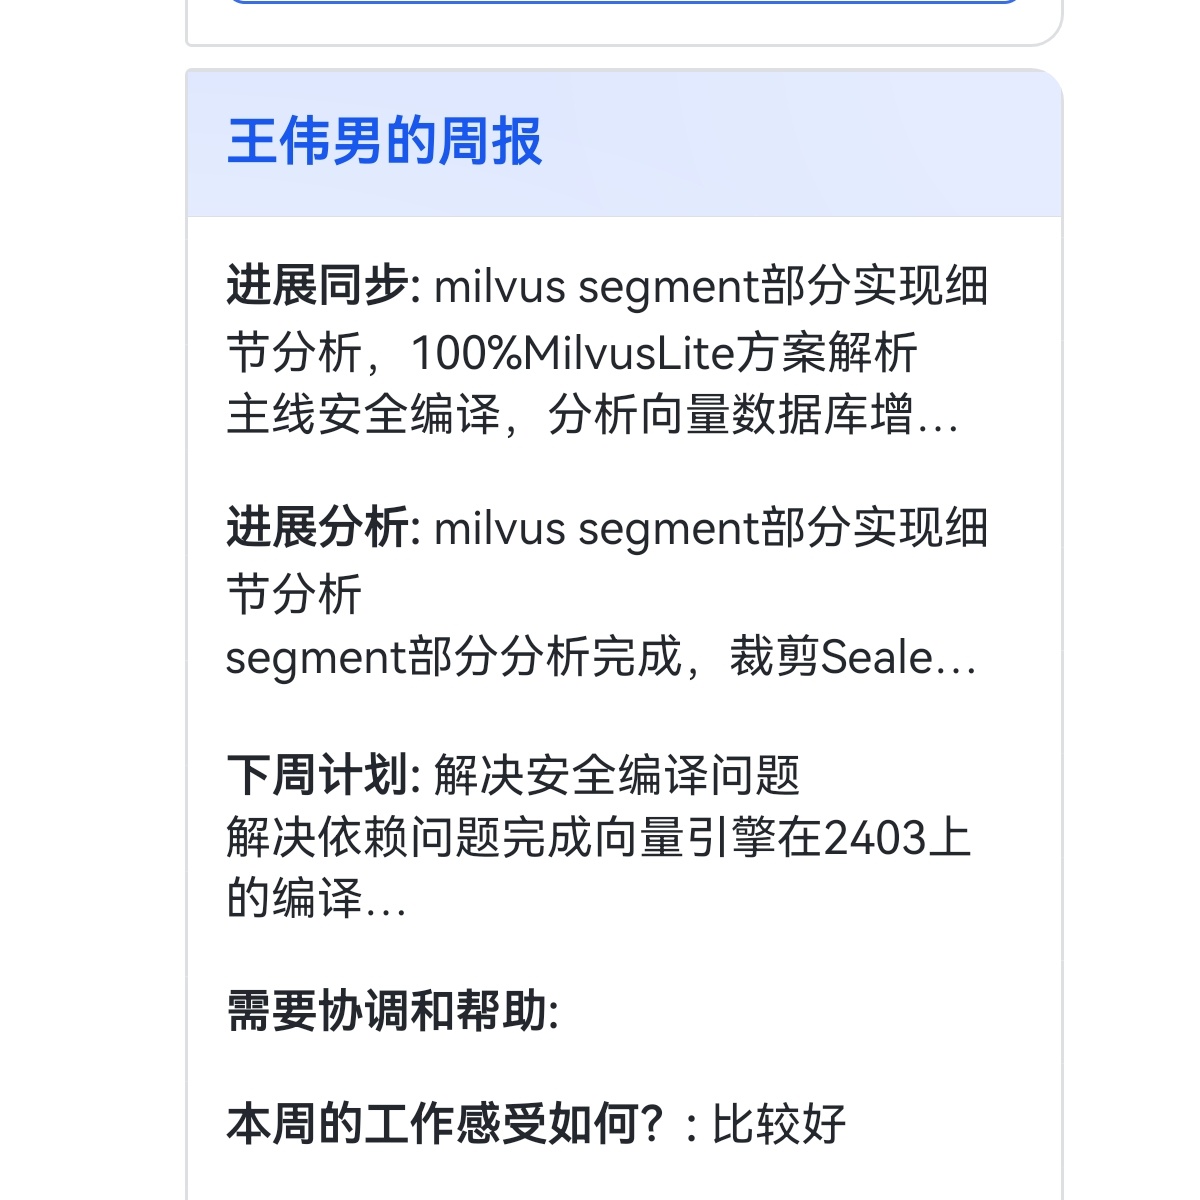 王伟男的周报
进展同步: milvus segment部分实现细
节分析，100%MilvusLite方案解析
主线安全编译，分析向量数据库增...
进展分析: milvus segment部分实现细
节分析
segment部分分析完成，裁剪Seale...
下周计划: 解决安全编译问题
解决依赖问题完成向量引擎在2403上
的编译...
需要协调和帮助:
本周的工作感受如何？: 比较好